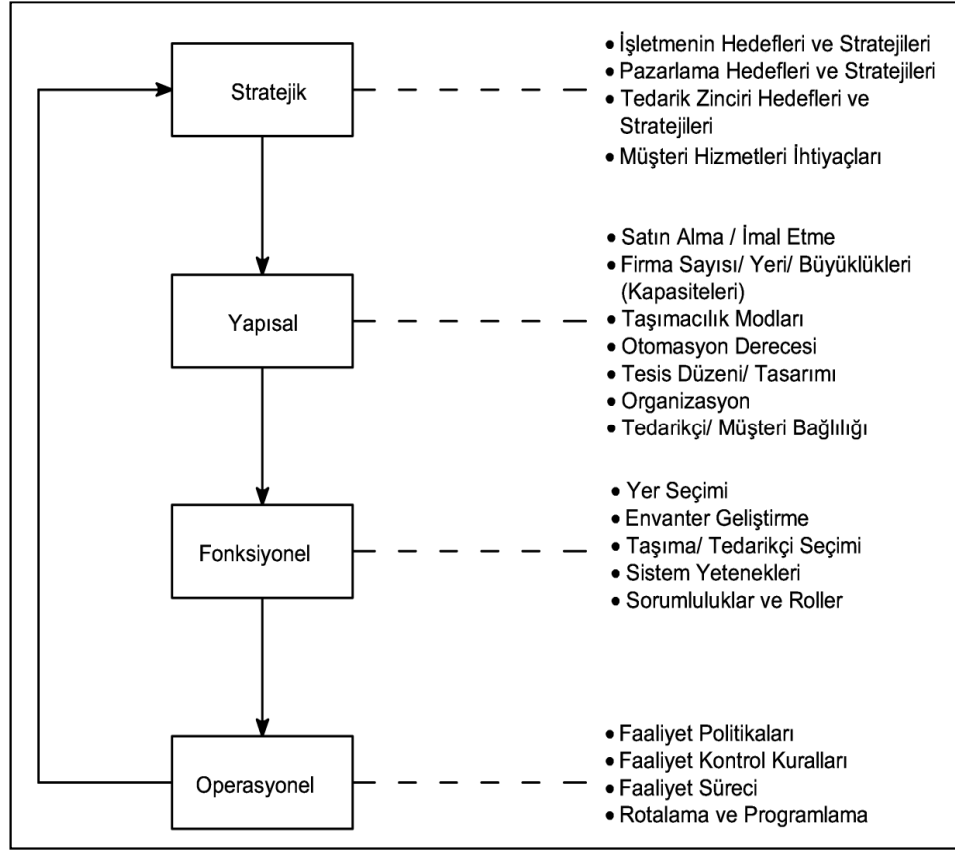 Stratejik
• İşletmenin Hedefleri ve Stratejileri
• Pazarlama Hedefleri ve Stratejileri
• Tedarik Zinciri Hedefleri ve
Stratejileri
• Müşteri Hizmetleri İhtiyaçları
Yapısal
• Satın Alma / İmal Etme
• Firma Sayısı/ Yeri/ Büyüklükleri
(Kapasiteleri)
• Taşımacılık Modları
• Otomasyon Derecesi
• Tesis Düzeni/ Tasarımı
• Organizasyon
• Tedarikçi/ Müşteri Bağlılığı
Fonksiyonel
• Yer Seçimi
• Envanter Geliştirme
• Taşıma/ Tedarikçi Seçimi
• Sistem Yetenekleri
• Sorumluluklar ve Roller
Operasyonel
• Faaliyet Politikaları
• Faaliyet Kontrol Kuralları
• Faaliyet Süreci
• Rotalama ve Programlama